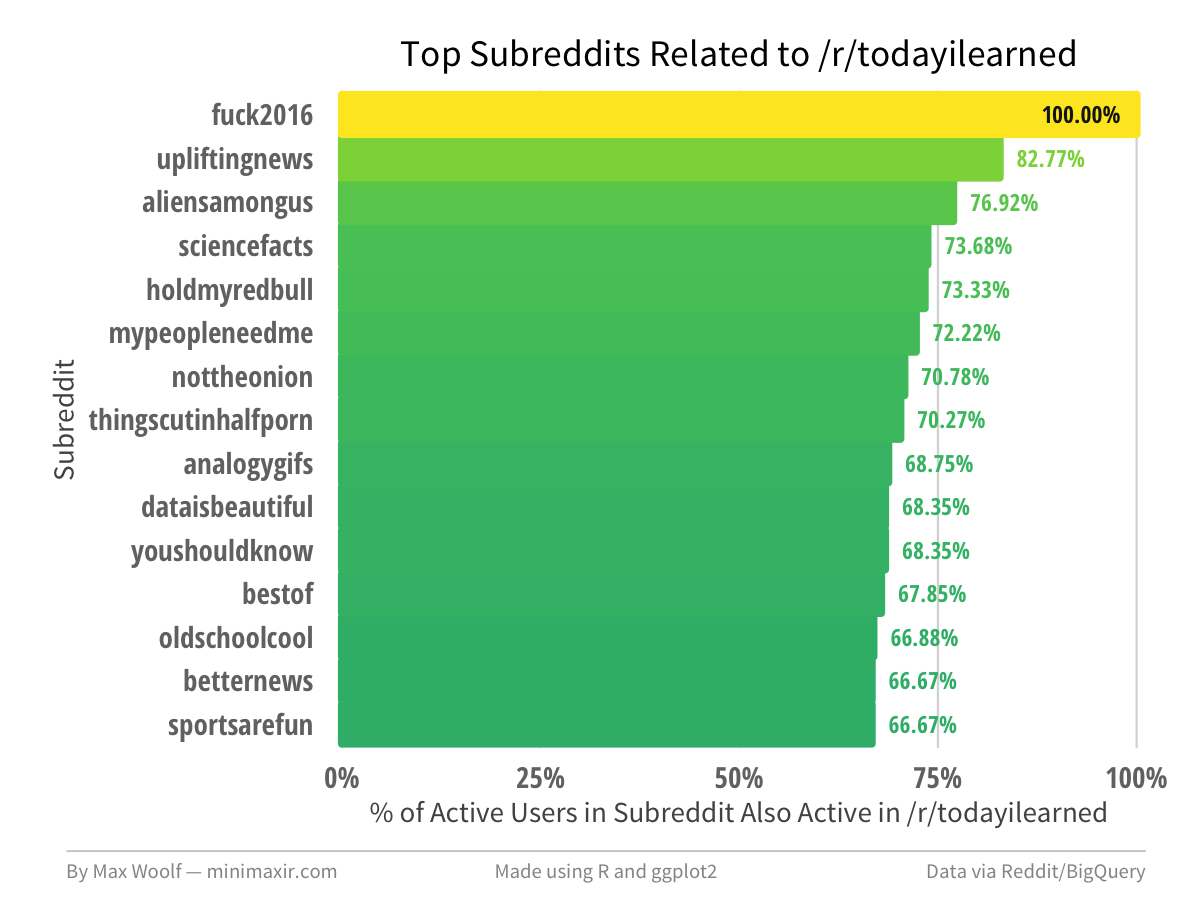 Top Subreddits Related to /r/todayilearned
fuck2016 100.00%
upliftingnews 82.77%
aliensamongus 76.92%
sciencefacts 73.68%
holdmyredbull 73.33%
mypeopleneedme 72.22%
nottheonion 70.78%
thingscutinhalfporn 70.27%
analogygifs 68.75%
dataisbeautiful 68.35%
youshouldknow 68.35%
bestof 67.85%
oldschoolcool 66.88%
betternews 66.67%
sportsarefun 66.67%
Subreddit
0% 25% 50% 75% 100%
% of Active Users in Subreddit Also Active in /r/todayilearned
By Max Woolf — minimaxir.com Made using R and ggplot2 Data via Reddit/BigQuery